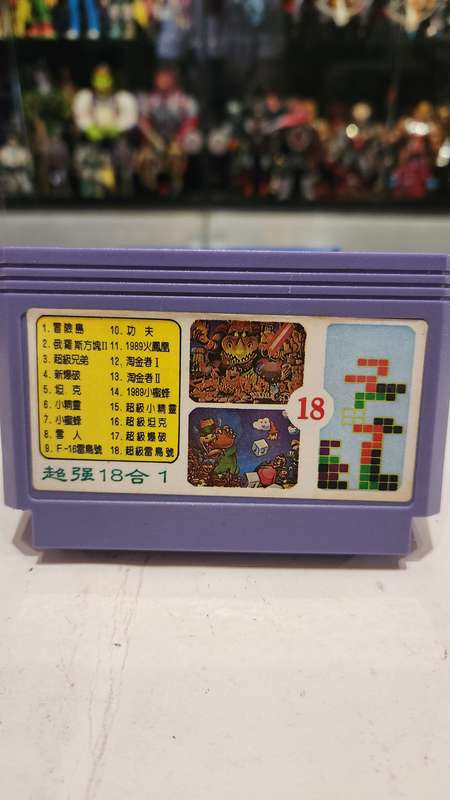 1. 冒險島
2. 俄羅斯方塊II
3. 超級兄弟
4. 新爆破
5. 坦克
6. 小精靈
7. 小蜜蜂
8. 雪人
9. F-16雷鳥號
10. 功夫
11. 1989火鳳凰
12. 淘金者I
13. 淘金者II
14. 1989小蜜蜂
15. 超級小精靈
16. 超級坦克
17. 超級爆破
18. 超級雷鳥號
超强18合1
18